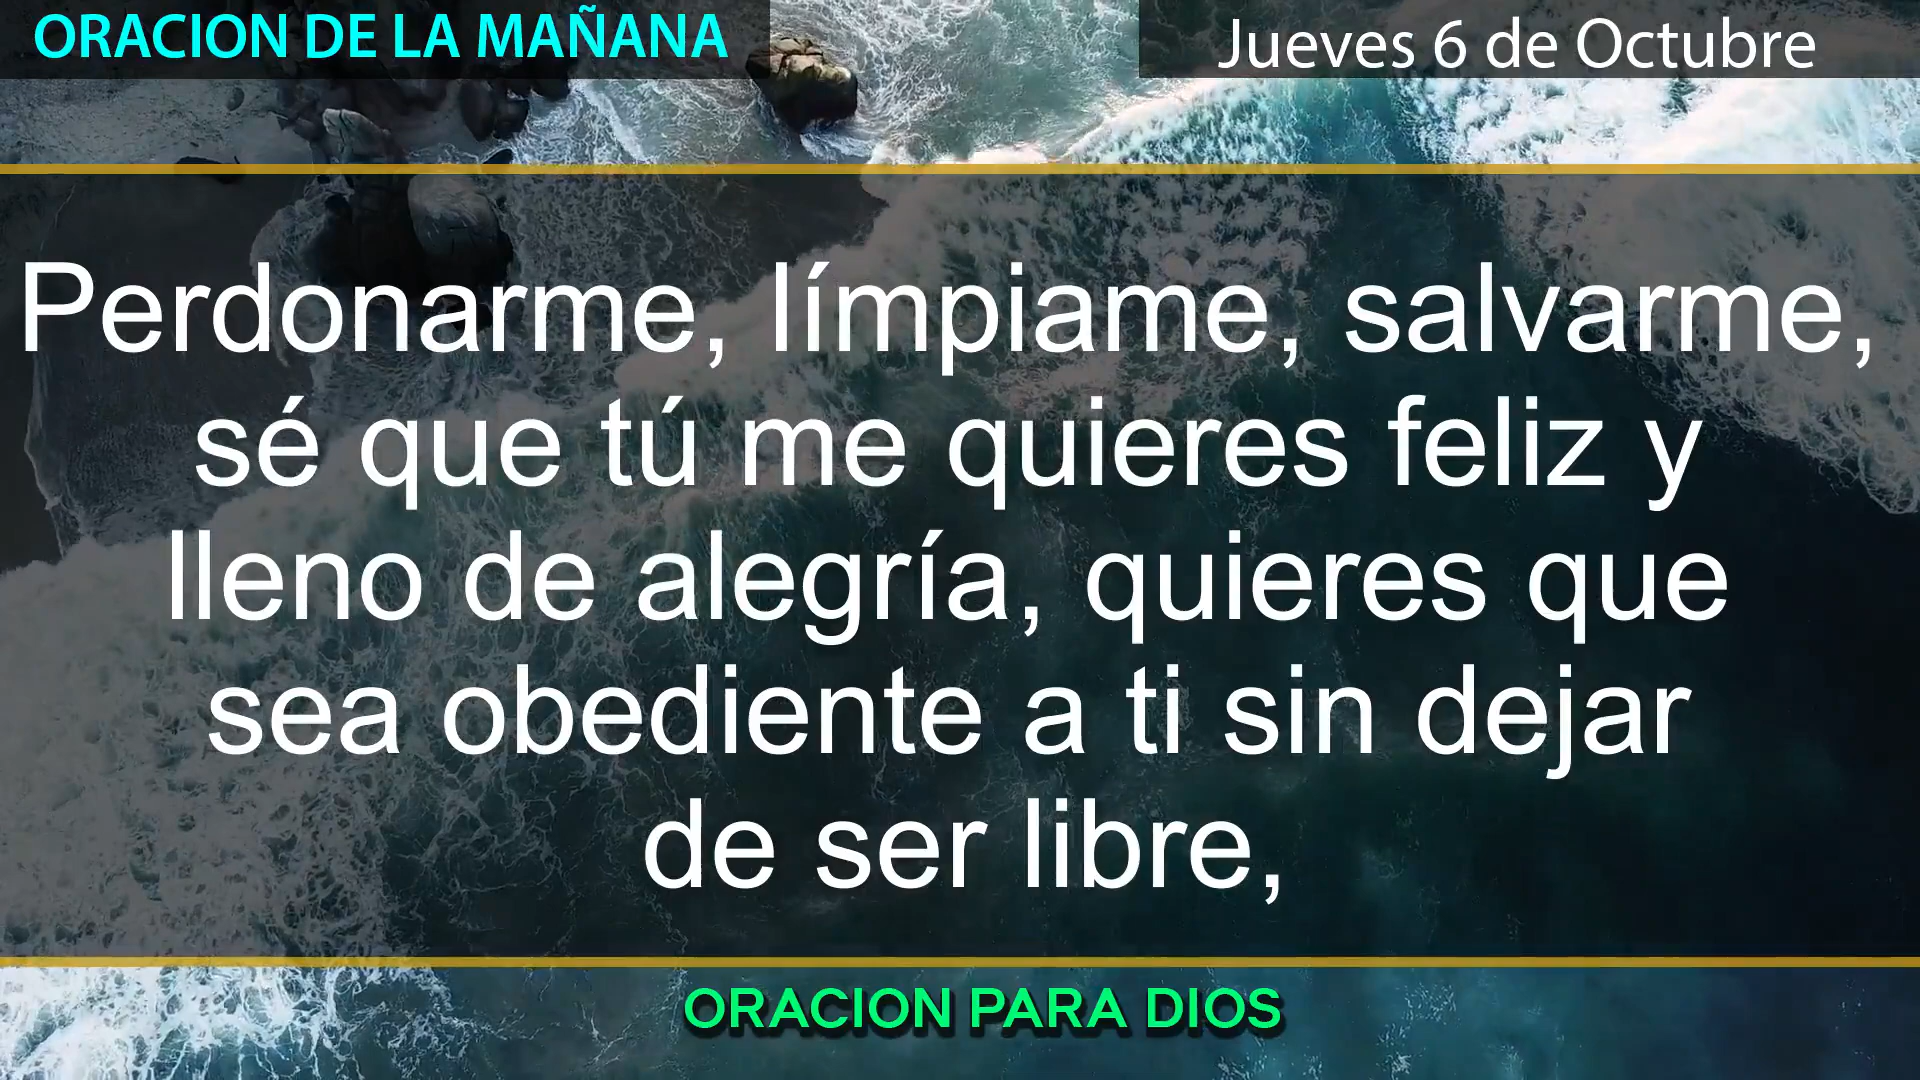 ORACION DE LA MAÑANA
Jueves 6 de Octubre
Perdonarme, límpiame, salvarme,
sé que tú me quieres feliz y
lleno de alegría, quieres que
sea obediente a ti sin dejar
de ser libre,
ORACION PARA DIOS